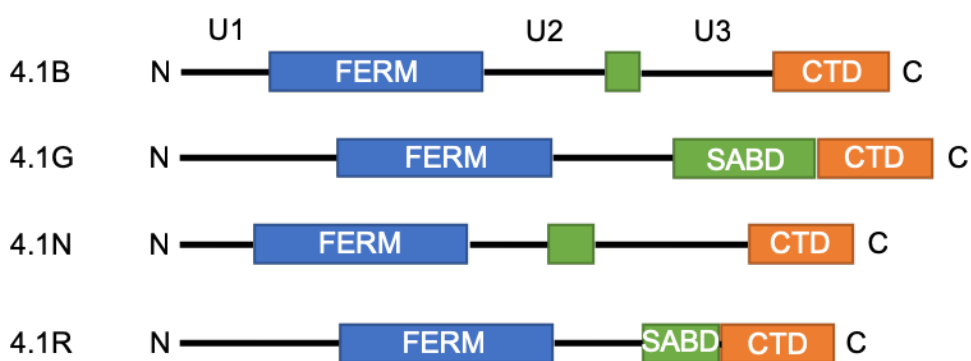 U1 U2 U3
4.1B N FERM CTD C
4.1G N FERM SABD CTD C
4.1N N FERM CTD C
4.1R N FERM SABD CTD C